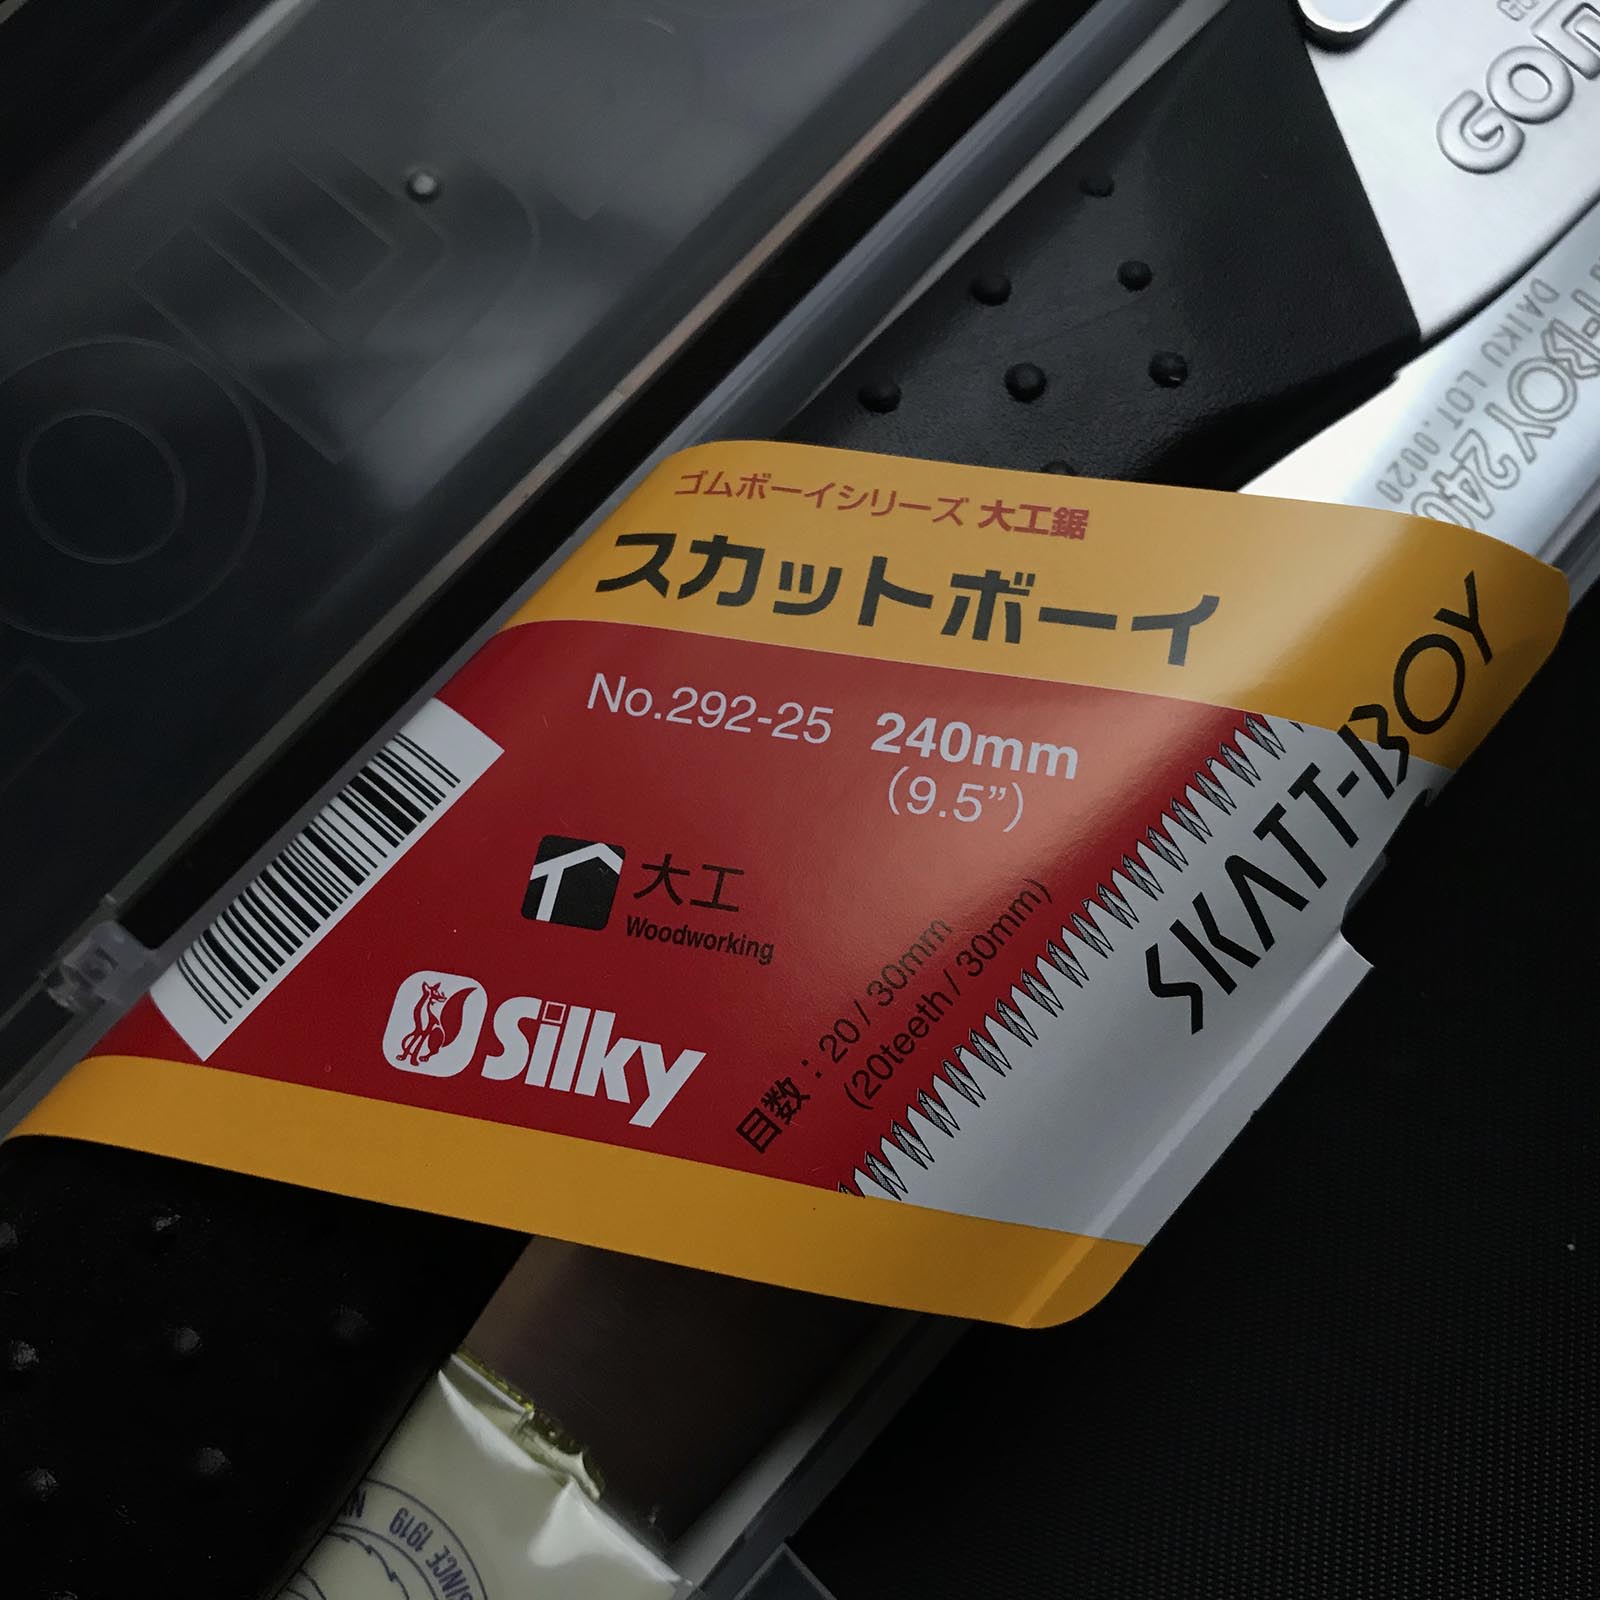 ゴムボーイシリーズ 大工鋸
スカットボーイ
No.292-25 240mm
(9.5”)
大工
Woodworking
Silky
目数：20/30mm
(20teeth/30mm)
SKATT-BOY
T-BOY 240
DAIKU LOT.0020
SINCE 1919